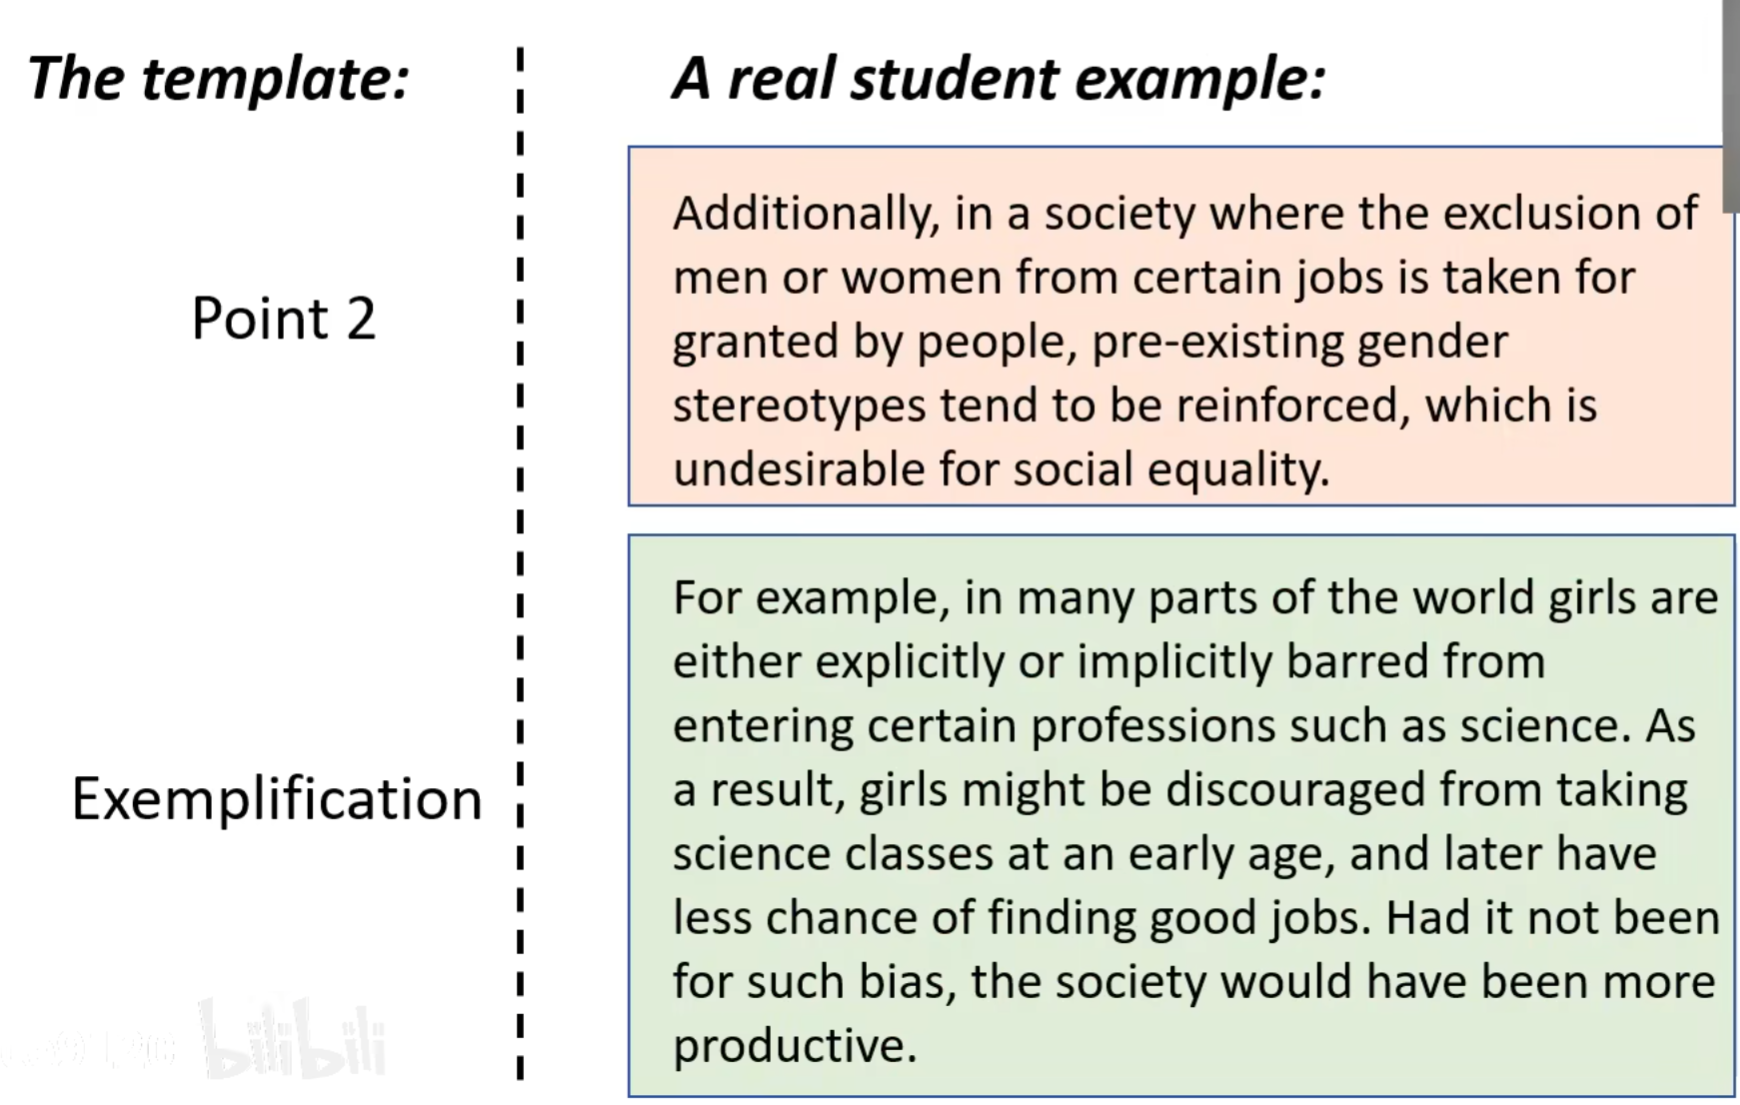 The template:
A real student example:
Point 2
Additionally, in a society where the exclusion of
men or women from certain jobs is taken for
granted by people, pre-existing gender
stereotypes tend to be reinforced, which is
undesirable for social equality.
Exemplification
For example, in many parts of the world girls are
either explicitly or implicitly barred from
entering certain professions such as science. As
a result, girls might be discouraged from taking
science classes at an early age, and later have
less chance of finding good jobs. Had it not been
for such bias, the society would have been more
productive.
bilibili